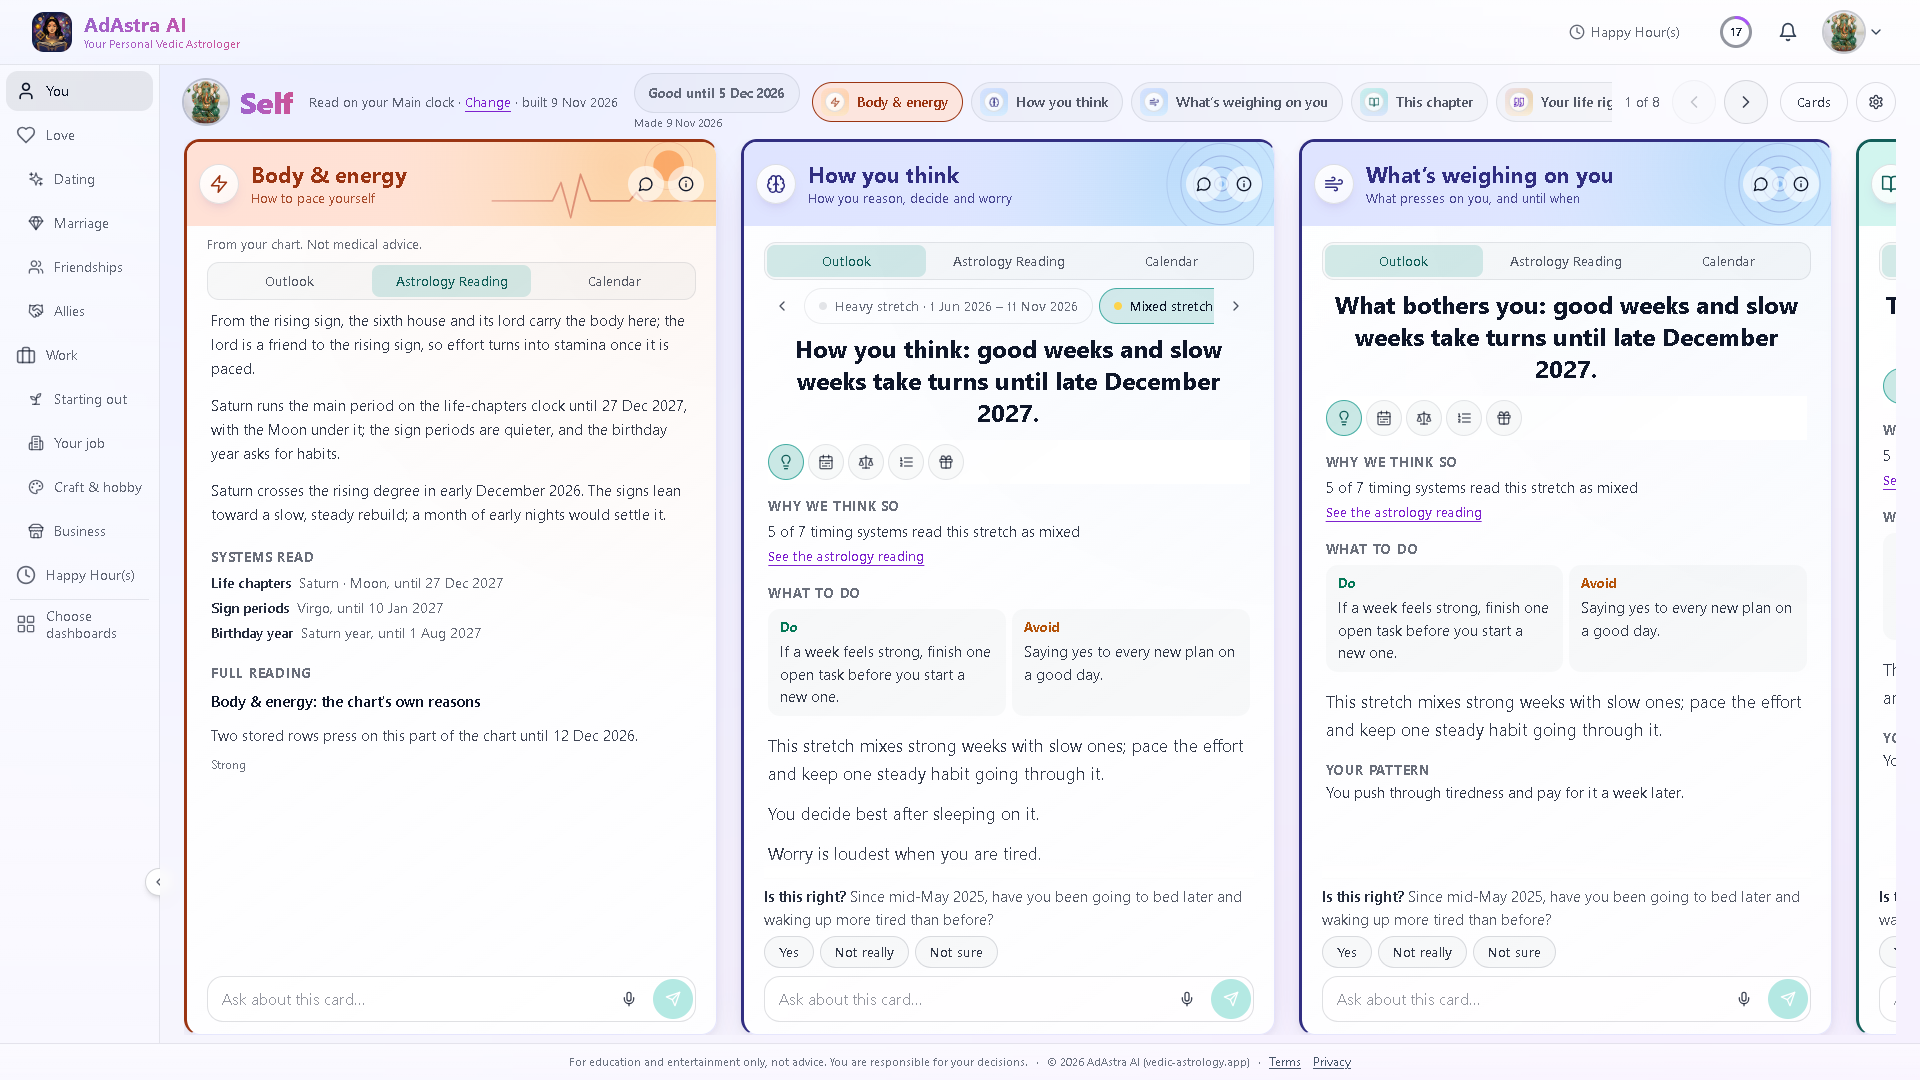 AdAstra AI
Your Personal Vedic Astrologer
Happy Hour(s)
17
You
Love
Dating
Marriage
Friendships
Allies
Work
Starting out
Your job
Craft & hobby
Business
Happy Hour(s)
Choose
dashboards
Self
Read on your Main clock · Change · built 9 Nov 2026
Good until 5 Dec 2026
Made 9 Nov 2026
Body & energy
How you think
What's weighing on you
This chapter
Your life rig
1 of 8
Cards
Body & energy
How to pace yourself
From your chart. Not medical advice.
Outlook
Astrology Reading
Calendar
From the rising sign, the sixth house and its lord carry the body here; the
lord is a friend to the rising sign, so effort turns into stamina once it is
paced.
Saturn runs the main period on the life-chapters clock until 27 Dec 2027,
with the Moon under it; the sign periods are quieter, and the birthday
year asks for habits.
Saturn crosses the rising degree in early December 2026. The signs lean
toward a slow, steady rebuild; a month of early nights would settle it.
SYSTEMS READ
Life chapters Saturn · Moon, until 27 Dec 2027
Sign periods Virgo, until 10 Jan 2027
Birthday year Saturn year, until 1 Aug 2027
FULL READING
Body & energy: the chart's own reasons
Two stored rows press on this part of the chart until 12 Dec 2026.
Strong
Ask about this card...
How you think
How you reason, decide and worry
Outlook
Astrology Reading
Calendar
Heavy stretch · 1 Jun 2026 – 11 Nov 2026
Mixed stretch
How you think: good weeks and slow
weeks take turns until late December
2027.
WHY WE THINK SO
5 of 7 timing systems read this stretch as mixed
See the astrology reading
WHAT TO DO
Do
If a week feels strong, finish one
open task before you start a
new one.
Avoid
Saying yes to every new plan on
a good day.
This stretch mixes strong weeks with slow ones; pace the effort
and keep one steady habit going through it.
You decide best after sleeping on it.
Worry is loudest when you are tired.
Is this right? Since mid-May 2025, have you been going to bed later and
waking up more tired than before?
Yes
Not really
Not sure
Ask about this card...
What's weighing on you
What presses on you, and until when
Outlook
Astrology Reading
Calendar
What bothers you: good weeks and slow
weeks take turns until late December
2027.
WHY WE THINK SO
5 of 7 timing systems read this stretch as mixed
See the astrology reading
WHAT TO DO
Do
If a week feels strong, finish one
open task before you start a
new one.
Avoid
Saying yes to every new plan on
a good day.
This stretch mixes strong weeks with slow ones; pace the effort
and keep one steady habit going through it.
YOUR PATTERN
You push through tiredness and pay for it a week later.
Is this right? Since mid-May 2025, have you been going to bed later and
waking up more tired than before?
Yes
Not really
Not sure
Ask about this card...
For education and entertainment only, not advice. You are responsible for your decisions. · © 2026 AdAstra AI (vedic-astrology.app) · Terms Privacy